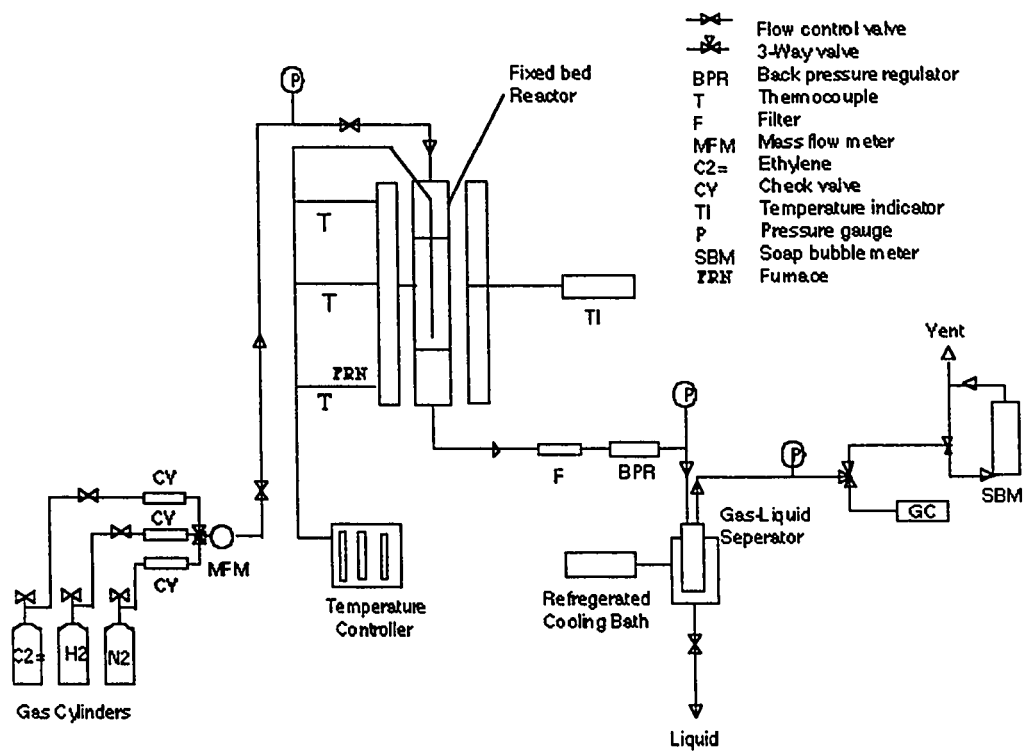 Flow control valve
3-Way valve
BPR Back pressure regulator
T Thermocouple
F Filter
MFM Mass flow meter
C2= Ethylene
CY Check valve
TI Temperature indicator
P Pressure gauge
SBM Soap bubble meter
FRN Furnace
P
Fixed bed
Reactor
T
T
TI
FRN
T
Vent
P
P
F
BPR
SBM
CY
CY
CY
MFM
GC
Gas-Liquid
Seperator
Temperature
Controller
Refregerated
Cooling Bath
C2=
H2
N2
Gas Cylinders
Liquid